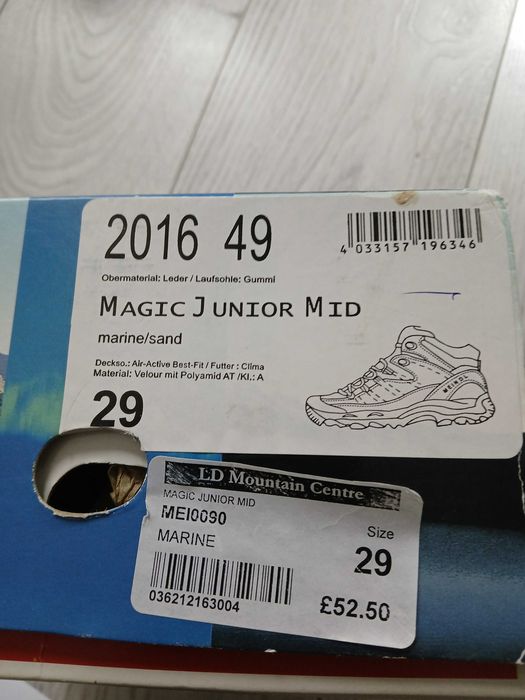 2016 49
4 033157 196346
Obermaterial: Leder / Laufsohle: Gummi
MAGIC JUNIOR MID
marine/sand
Deckso.: Air-Active Best-Fit / Futter : Clima
Material: Velour mit Polyamid AT /Kl.: A
MEINDL
29
LD Mountain Centre
MAGIC JUNIOR MID
MEI0090
MARINE
Size
29
036212163004
£52.50